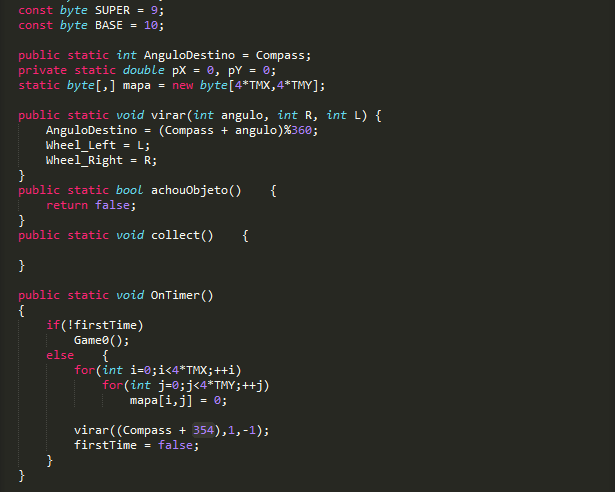 const byte SUPER = 9;
const byte BASE = 10;
public static int AnguloDestino = Compass;
private static double pX = 0, pY = 0;
static byte[,] mapa = new byte[4*TMX,4*TMY];
public static void virar(int angulo, int R, int L) {
AnguloDestino = (Compass + angulo)%360;
Wheel_Left = L;
Wheel_Right = R;
}
public static bool achouObjeto()    {
return false;
}
public static void collect()    {
}
public static void OnTimer()
{
if(!firstTime)
Game0();
else    {
for(int i=0;i<4*TMX;++i)
for(int j=0;j<4*TMY;++j)
mapa[i,j] = 0;
virar((Compass + 354),1,-1);
firstTime = false;
}
}